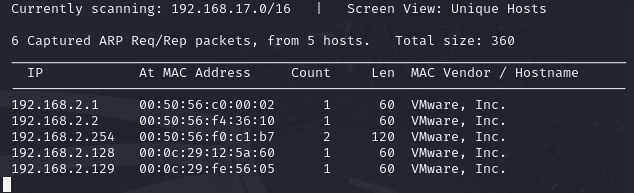 Currently scanning: 192.168.17.0/16 | Screen View: Unique Hosts
6 Captured ARP Req/Rep packets, from 5 hosts. Total size: 360
IP At MAC Address Count Len MAC Vendor / Hostname
192.168.2.1 00:50:56:c0:00:02 1 60 VMware, Inc.
192.168.2.2 00:50:56:f4:36:10 1 60 VMware, Inc.
192.168.2.254 00:50:56:f0:c1:b7 2 120 VMware, Inc.
192.168.2.128 00:0c:29:12:5a:60 1 60 VMware, Inc.
192.168.2.129 00:0c:29:fe:56:05 1 60 VMware, Inc.